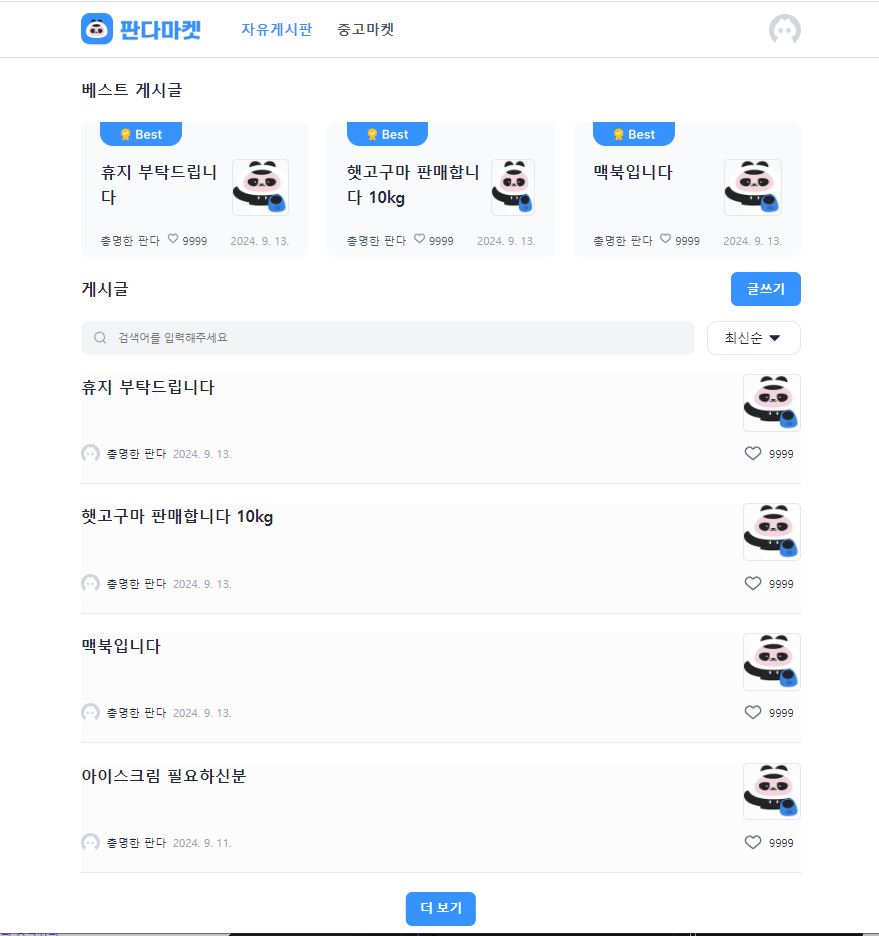 판다마켓 자유게시판 중고마켓
베스트 게시글
Best
휴지 부탁드립니
다
총명한 판다 9999 2024. 9. 13.
Best
햇고구마 판매합니
다 10kg
총명한 판다 9999 2024. 9. 13.
Best
맥북입니다
총명한 판다 9999 2024. 9. 13.
게시글 글쓰기
검색어를 입력해주세요 최신순
휴지 부탁드립니다
총명한 판다 2024. 9. 13. 9999
햇고구마 판매합니다 10kg
총명한 판다 2024. 9. 13. 9999
맥북입니다
총명한 판다 2024. 9. 13. 9999
아이스크림 필요하신분
총명한 판다 2024. 9. 11. 9999
더 보기